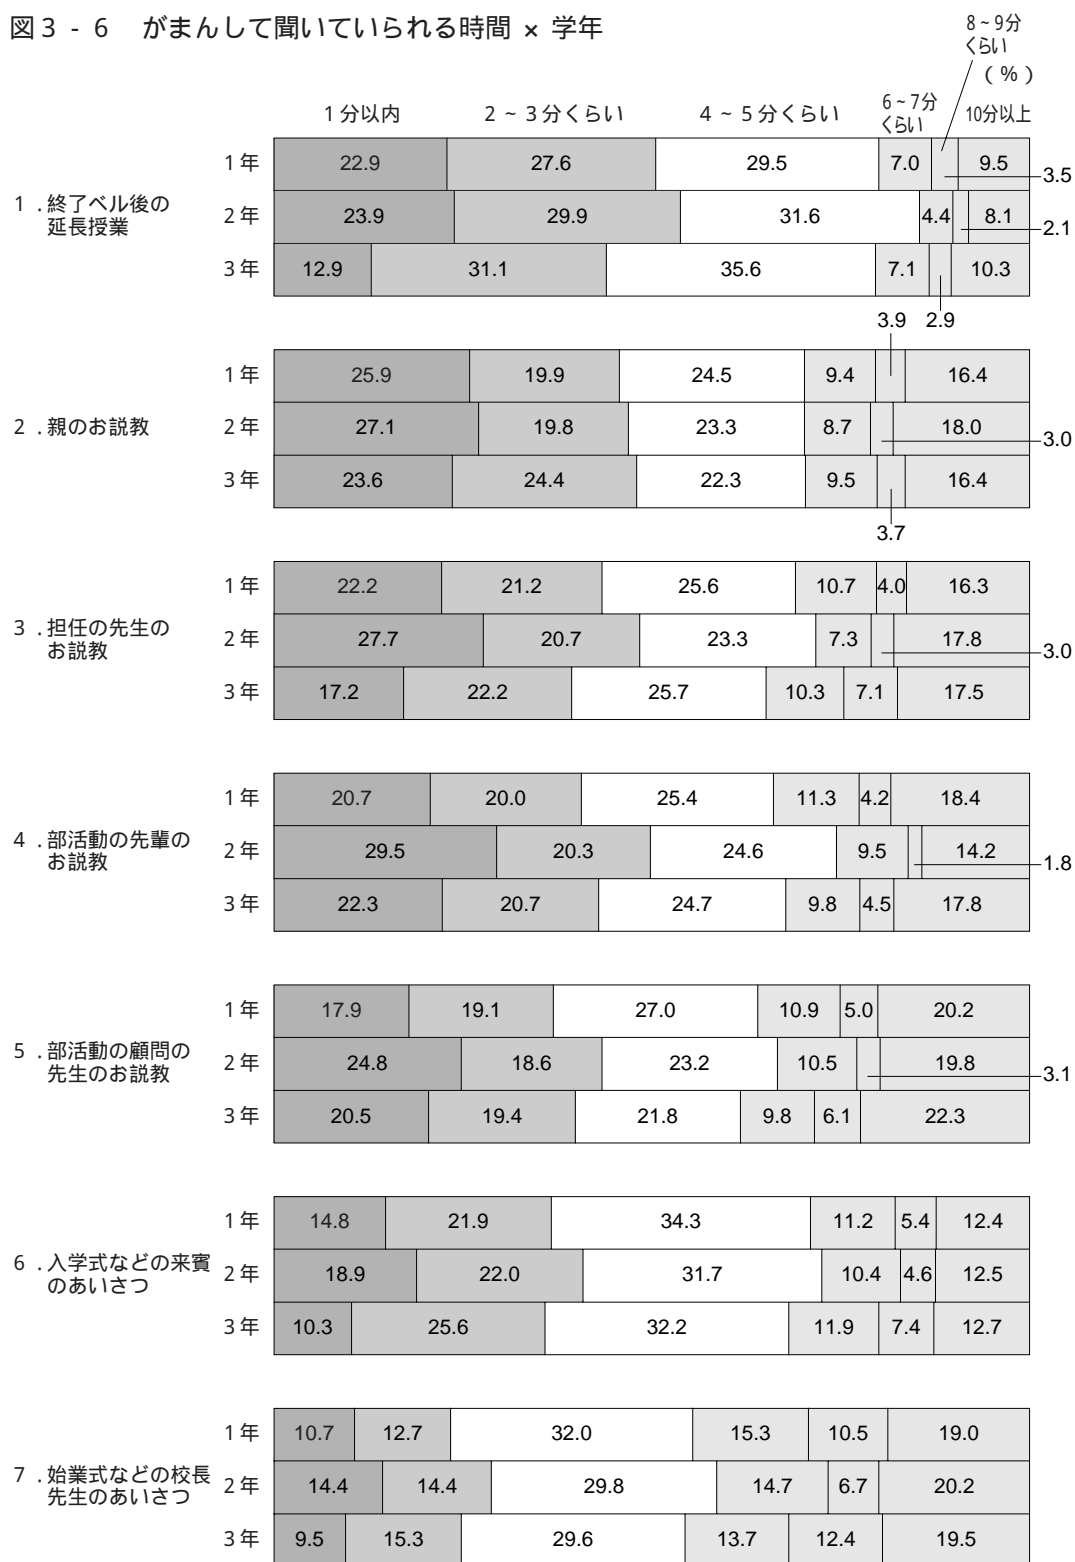 図3-6 がまんして聞いていられる時間 × 学年
8~9分
くらい
(%)
1分以内 2~3分くらい 4~5分くらい 6~7分くらい 10分以上
1.終了ベル後の
延長授業
1年 22.9 27.6 29.5 7.0 9.5 3.5
2年 23.9 29.9 31.6 4.4 8.1 2.1
3年 12.9 31.1 35.6 7.1 10.3
3.9 2.9
2.親のお説教
1年 25.9 19.9 24.5 9.4 16.4
2年 27.1 19.8 23.3 8.7 18.0 3.0
3年 23.6 24.4 22.3 9.5 16.4
3.7
3.担任の先生の
お説教
1年 22.2 21.2 25.6 10.7 4.0 16.3
2年 27.7 20.7 23.3 7.3 17.8 3.0
3年 17.2 22.2 25.7 10.3 7.1 17.5
4.部活動の先輩の
お説教
1年 20.7 20.0 25.4 11.3 4.2 18.4
2年 29.5 20.3 24.6 9.5 14.2 1.8
3年 22.3 20.7 24.7 9.8 4.5 17.8
5.部活動の顧問の
先生のお説教
1年 17.9 19.1 27.0 10.9 5.0 20.2
2年 24.8 18.6 23.2 10.5 19.8 3.1
3年 20.5 19.4 21.8 9.8 6.1 22.3
6.入学式などの来賓
のあいさつ
1年 14.8 21.9 34.3 11.2 5.4 12.4
2年 18.9 22.0 31.7 10.4 4.6 12.5
3年 10.3 25.6 32.2 11.9 7.4 12.7
7.始業式などの校長
先生のあいさつ
1年 10.7 12.7 32.0 15.3 10.5 19.0
2年 14.4 14.4 29.8 14.7 6.7 20.2
3年 9.5 15.3 29.6 13.7 12.4 19.5